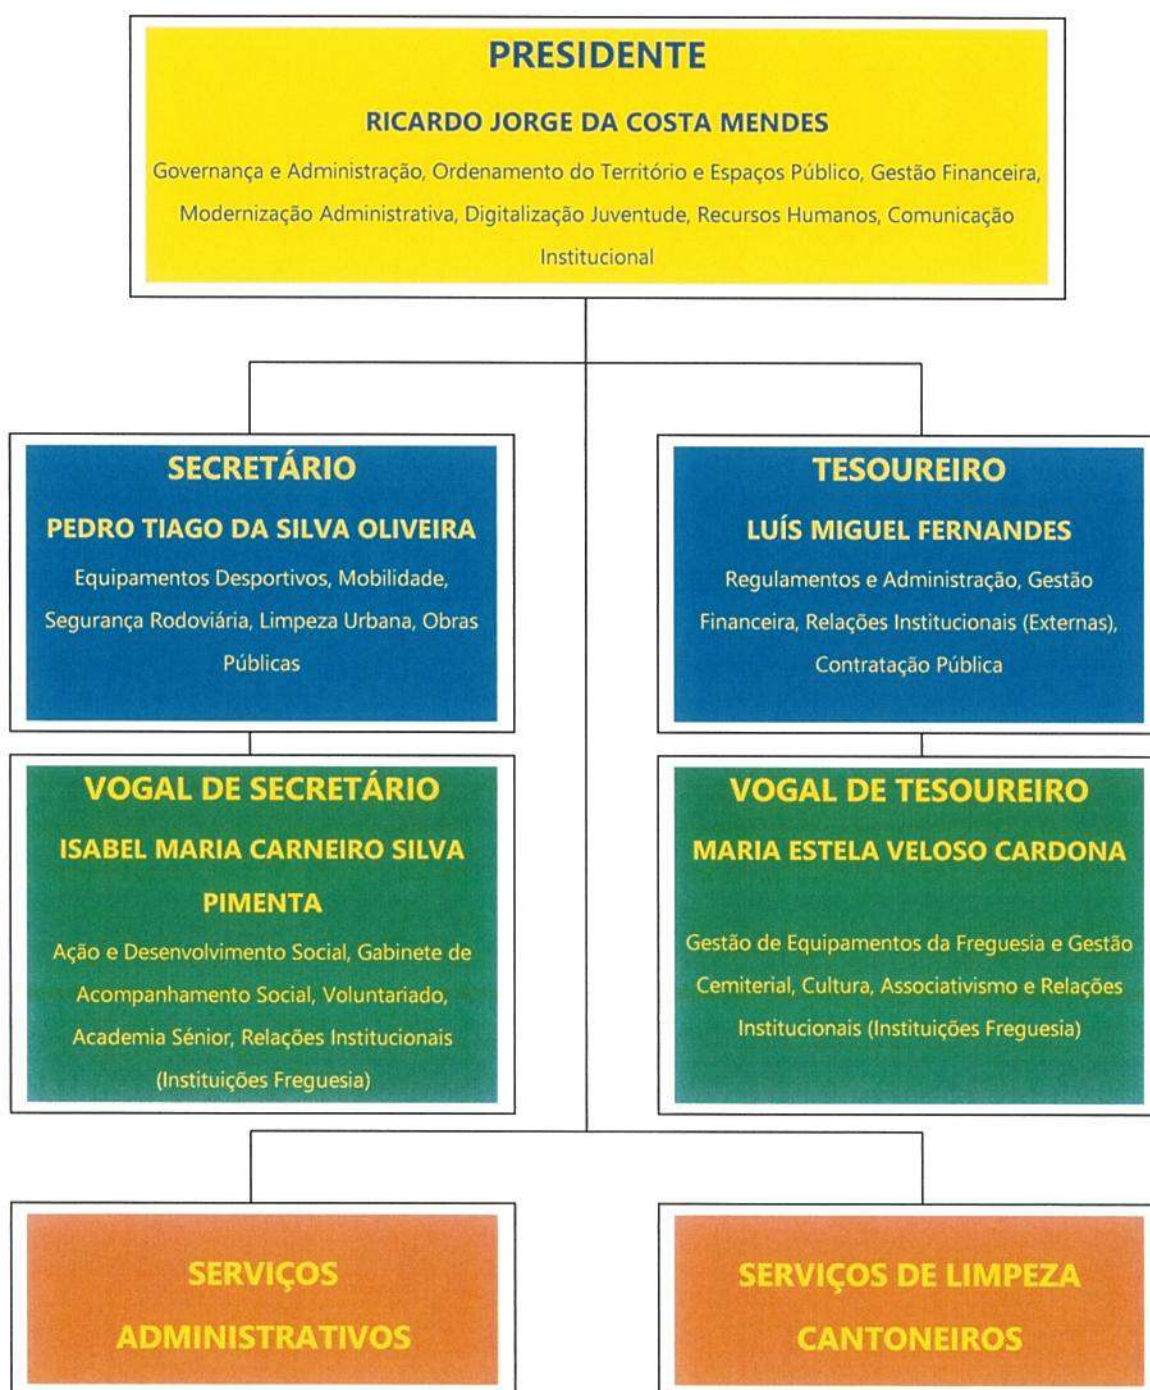 PRESIDENTE
RICARDO JORGE DA COSTA MENDES
Governança e Administração, Ordenamento do Território e Espaços Público, Gestão Financeira,
Modernização Administrativa, Digitalização Juventude, Recursos Humanos, Comunicação
Institucional
SECRETÁRIO
PEDRO TIAGO DA SILVA OLIVEIRA
Equipamentos Desportivos, Mobilidade,
Segurança Rodoviária, Limpeza Urbana, Obras
Públicas
TESOUREIRO
LUÍS MIGUEL FERNANDES
Regulamentos e Administração, Gestão
Financeira, Relações Institucionais (Externas),
Contratação Pública
VOGAL DE SECRETÁRIO
ISABEL MARIA CARNEIRO SILVA
PIMENTA
Ação e Desenvolvimento Social, Gabinete de
Acompanhamento Social, Voluntariado,
Academia Sénior, Relações Institucionais
(Instituições Freguesia)
VOGAL DE TESOUREIRO
MARIA ESTELA VELOSO CARDONA
Gestão de Equipamentos da Freguesia e Gestão
Cemiterial, Cultura, Associativismo e Relações
Institucionais (Instituições Freguesia)
SERVIÇOS
ADMINISTRATIVOS
SERVIÇOS DE LIMPEZA
CANTONEIROS